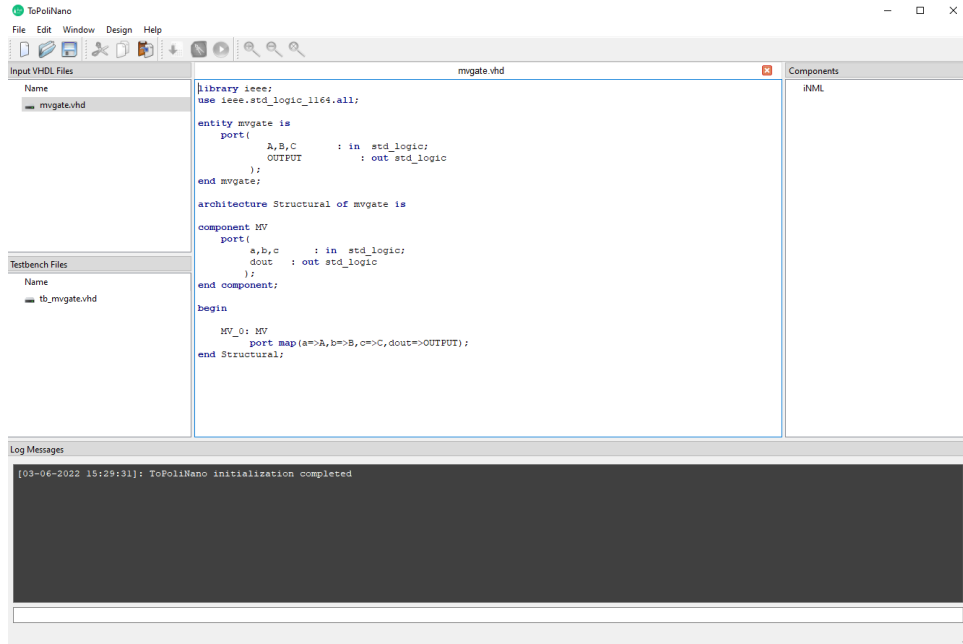 ToPoliNano
File Edit Window Design Help
Input VHDL Files
Name
mvgate.vhd
Testbench Files
Name
tb_mvgate.vhd
mvgate.vhd
library ieee;
use ieee.std_logic_1164.all;
entity mvgate is
port(
A,B,C : in std_logic;
OUTPUT : out std_logic
);
end mvgate;
architecture Structural of mvgate is
component MV
port(
a,b,c : in std_logic;
dout : out std_logic
);
end component;
begin
MV_0: MV
port map(a=>A,b=>B,c=>C,dout=>OUTPUT);
end Structural;
Components
iNML
Log Messages
[03-06-2022 15:29:31]: ToPoliNano initialization completed